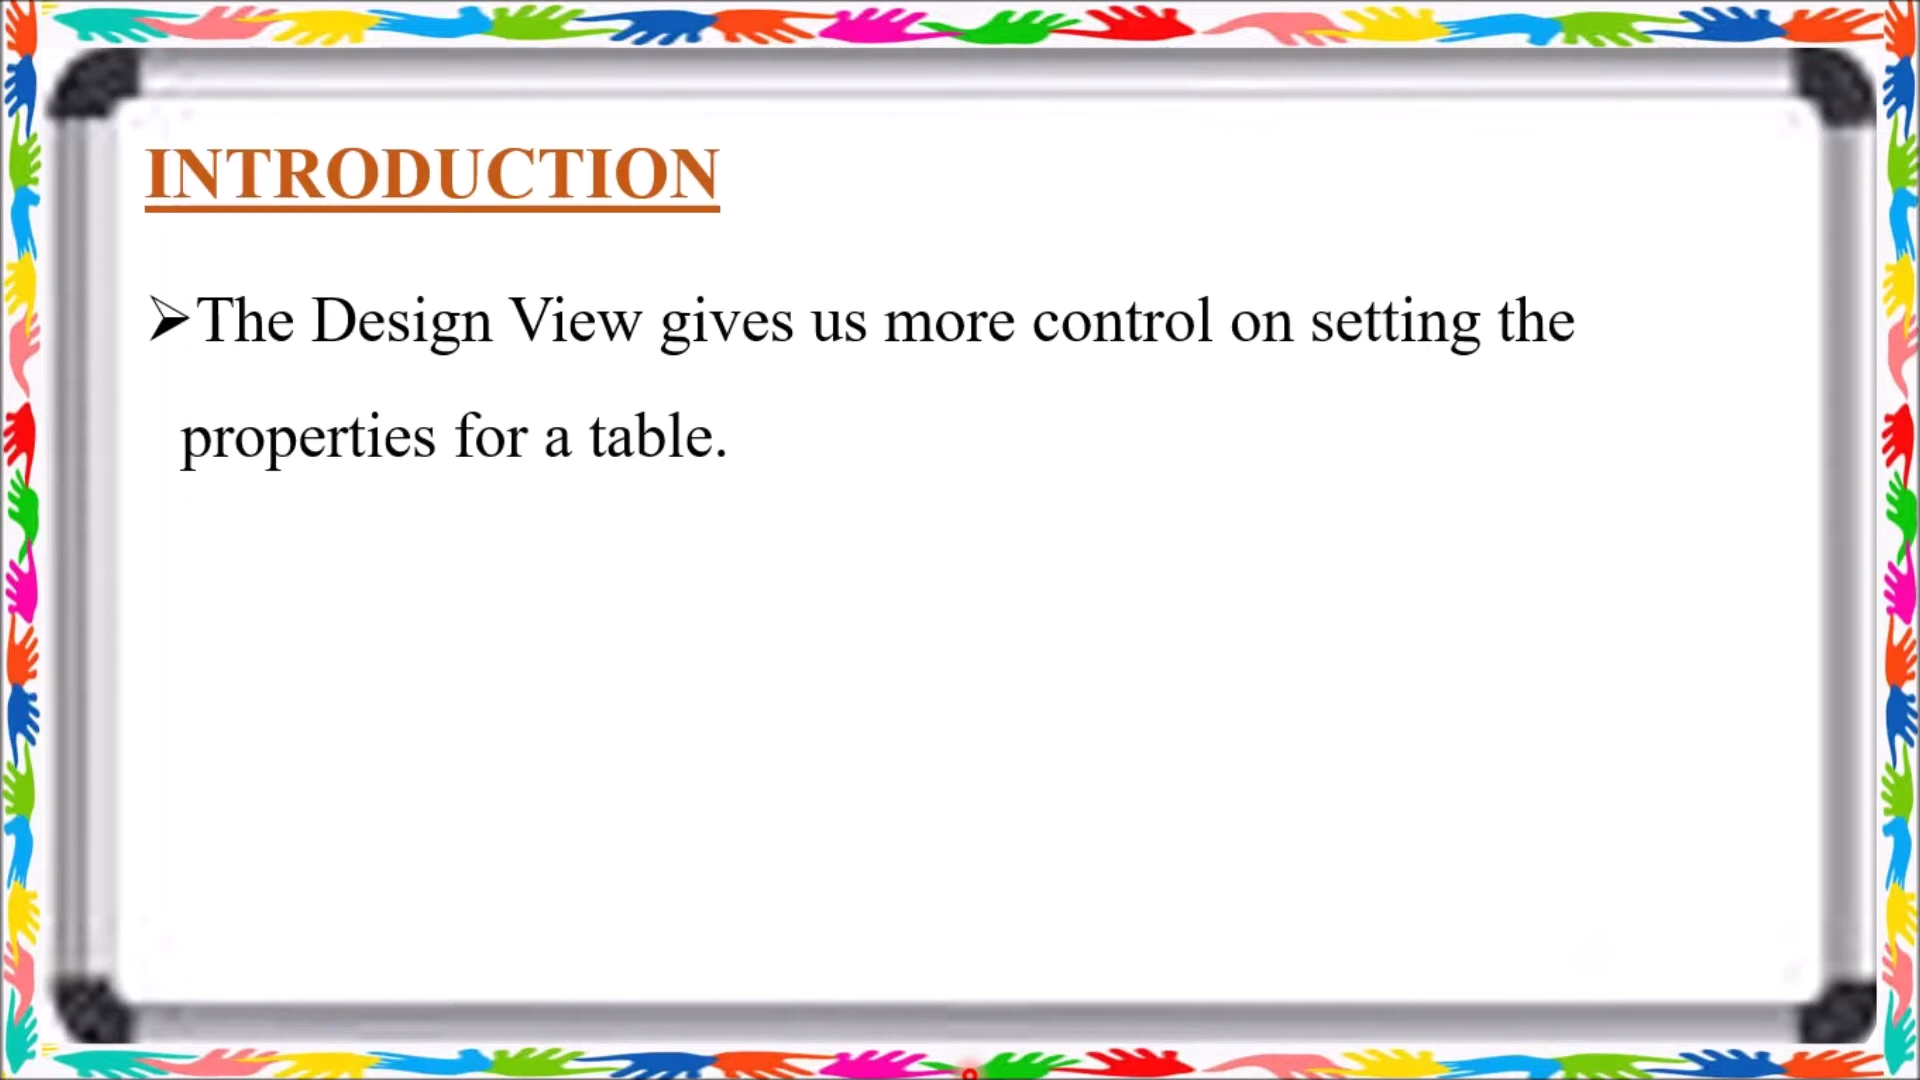 INTRODUCTION
➢The Design View gives us more control on setting the
properties for a table.